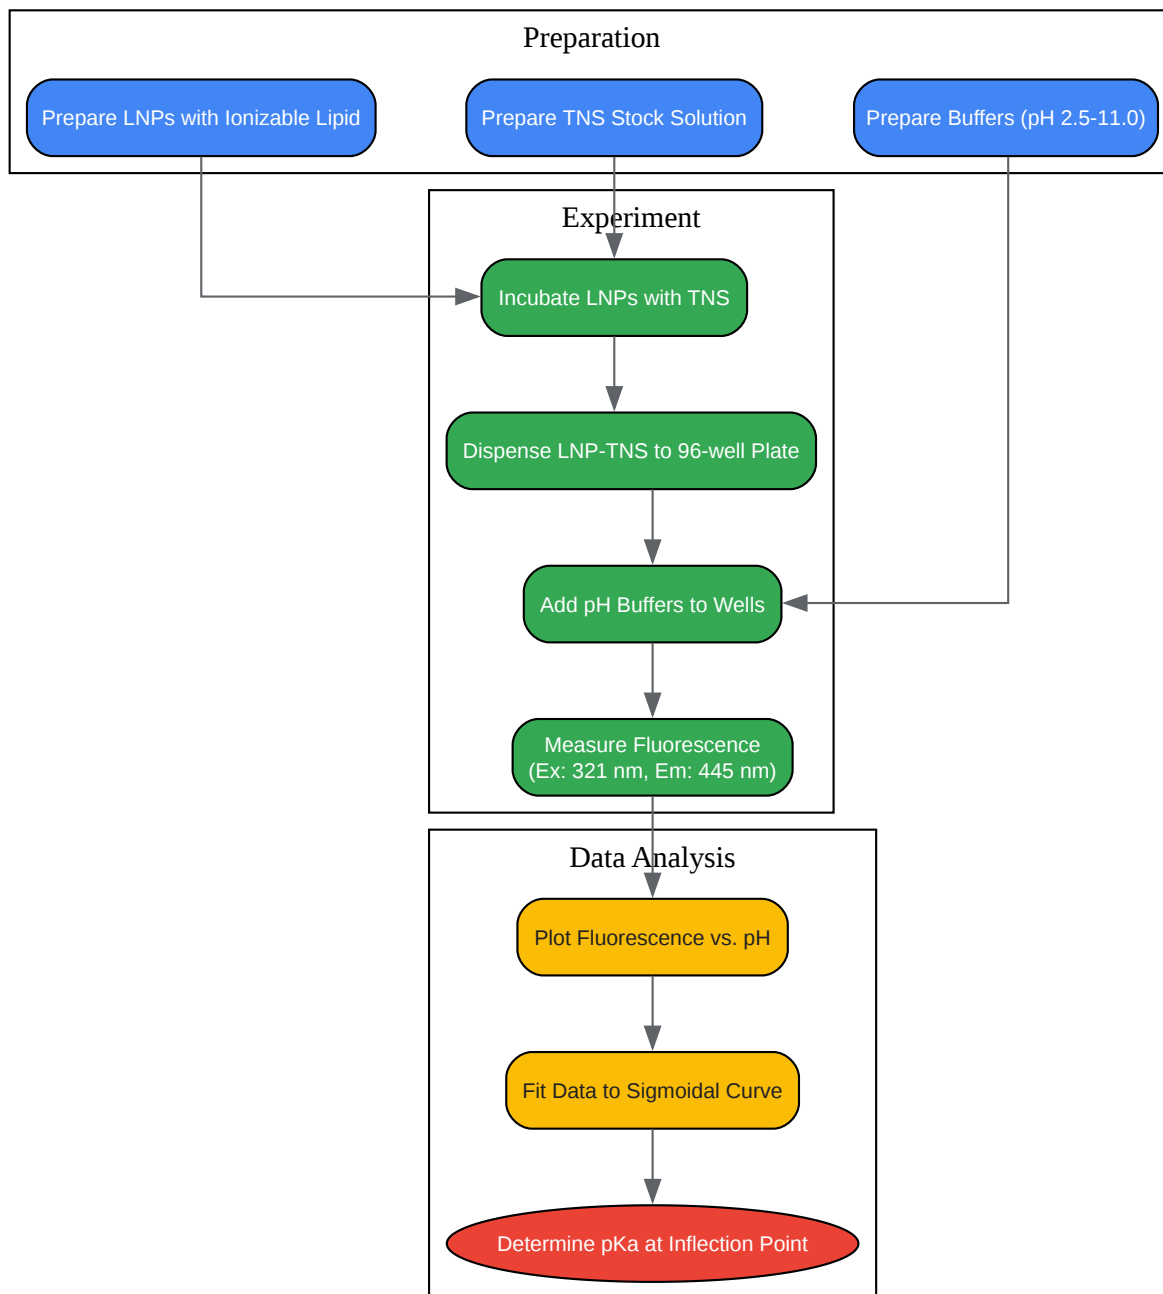 Preparation
Prepare LNPs with Ionizable Lipid
Prepare TNS Stock Solution
Prepare Buffers (pH 2.5-11.0)
Experiment
Incubate LNPs with TNS
Dispense LNP-TNS to 96-well Plate
Add pH Buffers to Wells
Measure Fluorescence
(Ex: 321 nm, Em: 445 nm)
Data Analysis
Plot Fluorescence vs. pH
Fit Data to Sigmoidal Curve
Determine pKa at Inflection Point